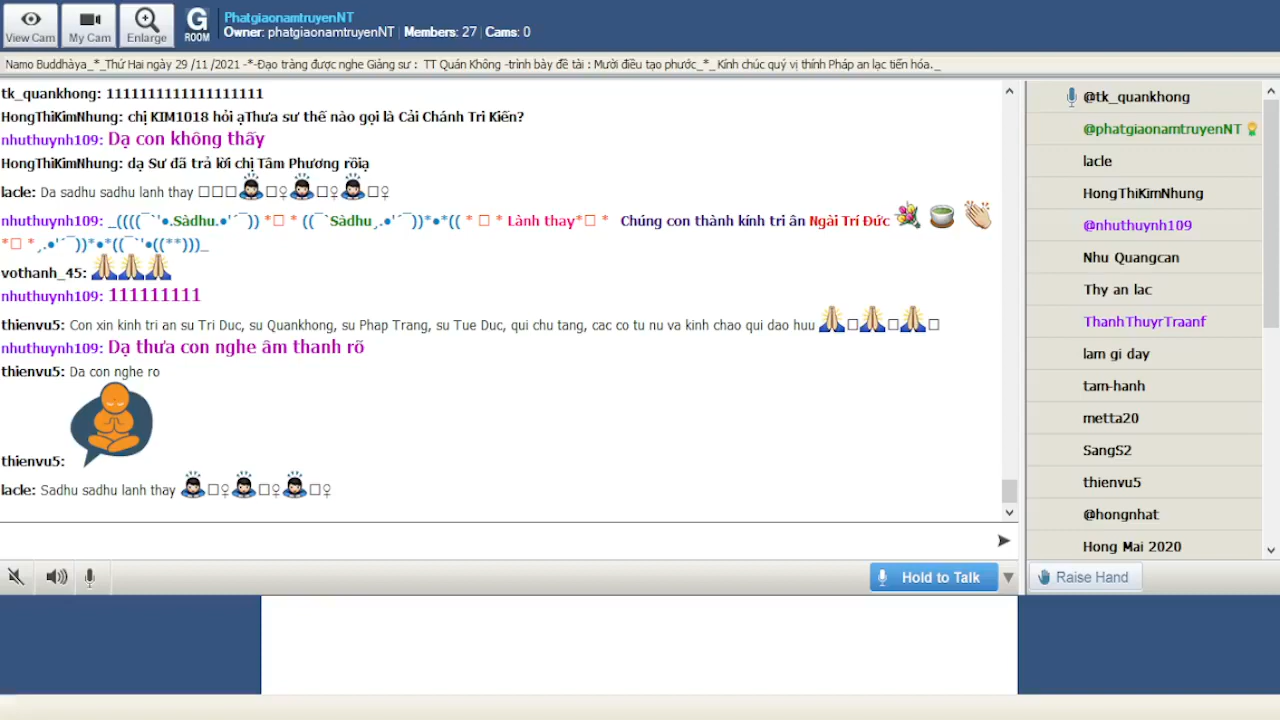 View Cam
My Cam
Enlarge
G
ROOM
PhatgiaonamtruyenNT
Owner: phatgiaonamtruyenNT | Members: 27 | Cams: 0
Namo Buddhàya_*_Thứ Hai ngày 29 /11 /2021 -*-Đạo tràng được nghe Giảng sư : TT Quán Không -trình bày đề tài : Mười điều tạo phước_*_ Kính chúc quý vị thính Pháp an lạc tiến hóa._
tk_quankhong: 1111111111111111111
HongThiKimNhung: chị KIM1018 hỏi ạThưa sư thế nào gọi là Cải Chánh Tri Kiến?
nhuthuynh109: Dạ con không thấy
HongThiKimNhung: dạ Sư đã trả lời chị Tâm Phương rồiạ
lacle: Da sadhu sadhu lanh thay
nhuthuynh109: _((((¯`'●.Sàdhu.●'´¯)) *□ * ((¯`Sàdhu¸.●'´¯))*●*(( * □ * Lành thay*□ * Chúng con thành kính tri ân Ngài Trí Đức
*□ *¸.●'´¯))*●*((¯`'●((**)))_
vothanh_45:
nhuthuynh109: 111111111
thienvu5: Con xin kinh tri an su Tri Duc, su Quankhong, su Phap Trang, su Tue Duc, qui chu tang, cac co tu nu va kinh chao qui dao huu
nhuthuynh109: Dạ thưa con nghe âm thanh rõ
thienvu5: Da con nghe ro
thienvu5:
lacle: Sadhu sadhu lanh thay
Hold to Talk
@tk_quankhong
@phatgiaonamtruyenNT
lacle
HongThiKimNhung
@nhuthuynh109
Nhu Quangcan
Thy an lac
ThanhThuyrTraanf
lam gi day
tam-hanh
metta20
SangS2
thienvu5
@hongnhat
Hong Mai 2020
Raise Hand